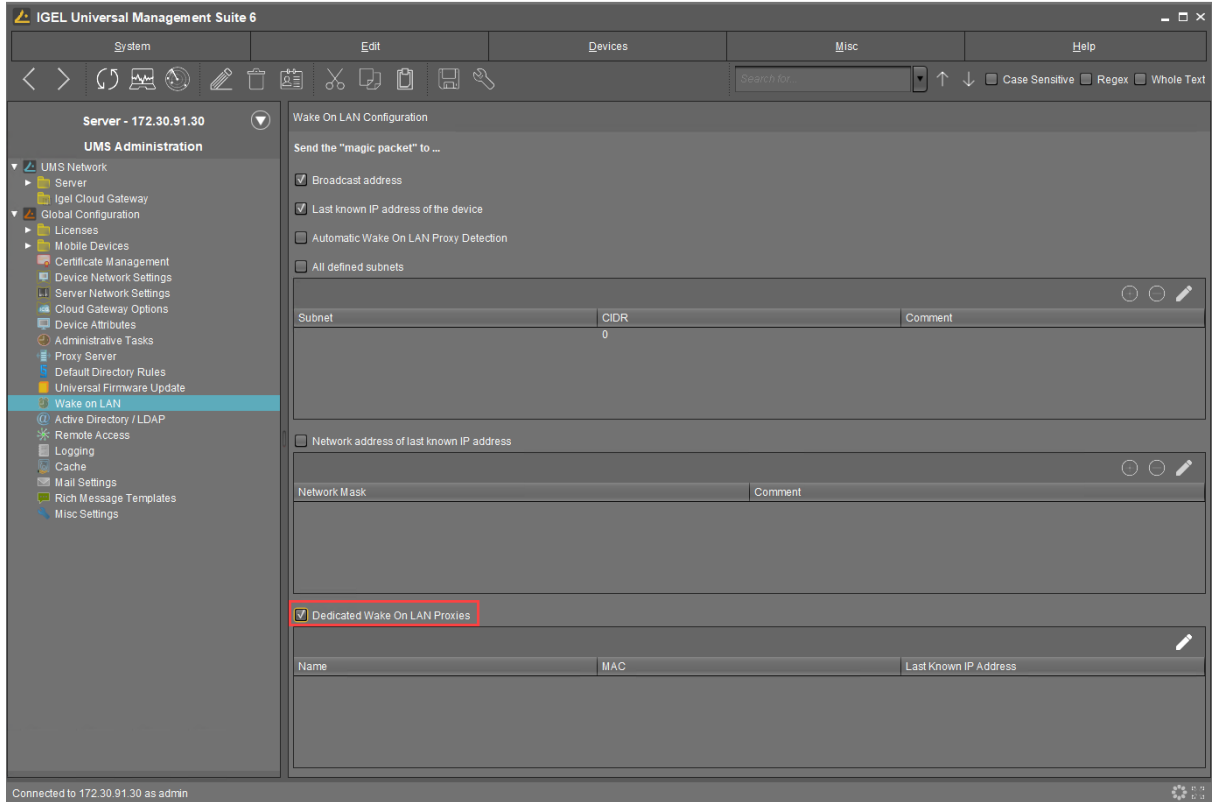 IGEL Universal Management Suite 6
System Edit Devices Misc Help
Search for... Case Sensitive Regex Whole Text
Server - 172.30.91.30
UMS Administration
UMS Network
Server
Igel Cloud Gateway
Global Configuration
Licenses
Mobile Devices
Certificate Management
Device Network Settings
Server Network Settings
Cloud Gateway Options
Device Attributes
Administrative Tasks
Proxy Server
Default Directory Rules
Universal Firmware Update
Wake on LAN
Active Directory / LDAP
Remote Access
Logging
Cache
Mail Settings
Rich Message Templates
Misc Settings
Wake On LAN Configuration
Send the "magic packet" to ...
Broadcast address
Last known IP address of the device
Automatic Wake On LAN Proxy Detection
All defined subnets
Subnet CIDR Comment
0
Network address of last known IP address
Network Mask Comment
Dedicated Wake On LAN Proxies
Name MAC Last Known IP Address
Connected to 172.30.91.30 as admin